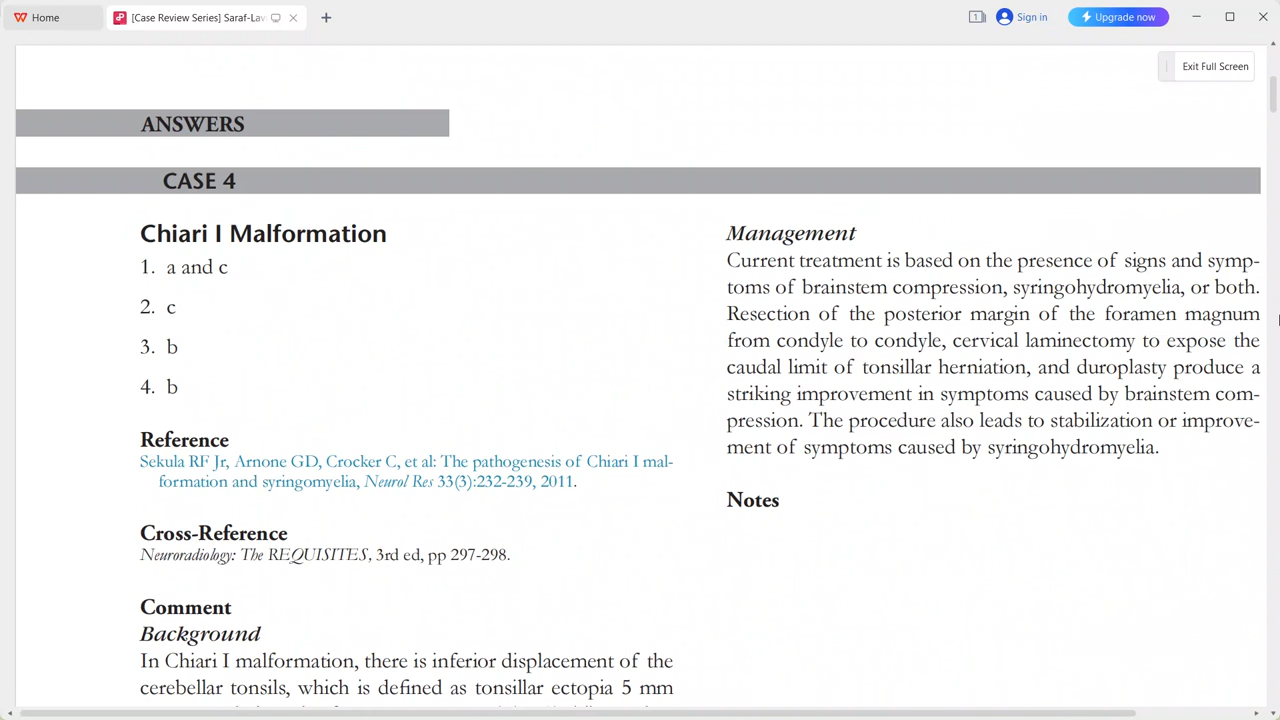 Home
[Case Review Series] Saraf-Lav
Sign in
Upgrade now
Exit Full Screen
ANSWERS
CASE 4
Chiari I Malformation
1. a and c
2. c
3. b
4. b
Reference
Sekula RF Jr, Arnone GD, Crocker C, et al: The pathogenesis of Chiari I mal-
formation and syringomyelia, Neurol Res 33(3):232-239, 2011.
Cross-Reference
Neuroradiology: The REQUISITES, 3rd ed, pp 297-298.
Comment
Background
In Chiari I malformation, there is inferior displacement of the
cerebellar tonsils, which is defined as tonsillar ectopia 5 mm
Management
Current treatment is based on the presence of signs and symp-
toms of brainstem compression, syringohydromyelia, or both.
Resection of the posterior margin of the foramen magnum
from condyle to condyle, cervical laminectomy to expose the
caudal limit of tonsillar herniation, and duroplasty produce a
striking improvement in symptoms caused by brainstem com-
pression. The procedure also leads to stabilization or improve-
ment of symptoms caused by syringohydromyelia.
Notes